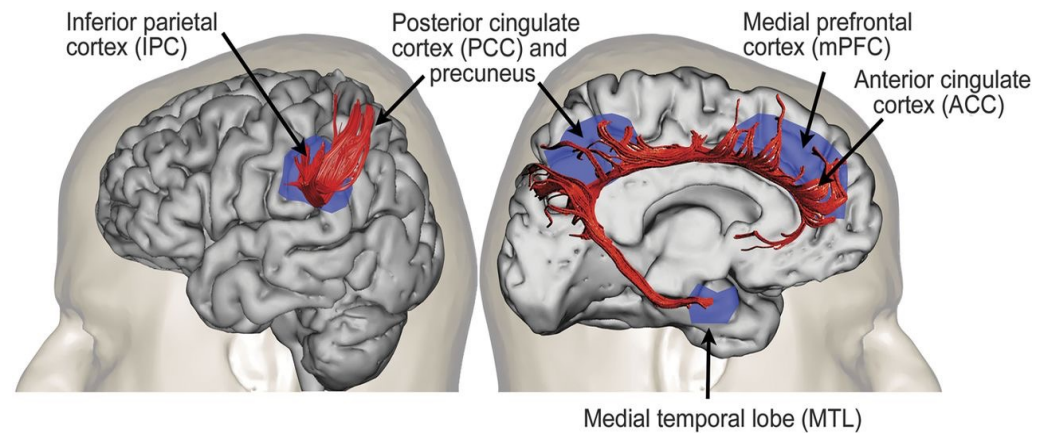 Inferior parietal
cortex (IPC)
Posterior cingulate
cortex (PCC) and
precuneus
Medial prefrontal
cortex (mPFC)
Anterior cingulate
cortex (ACC)
Medial temporal lobe (MTL)